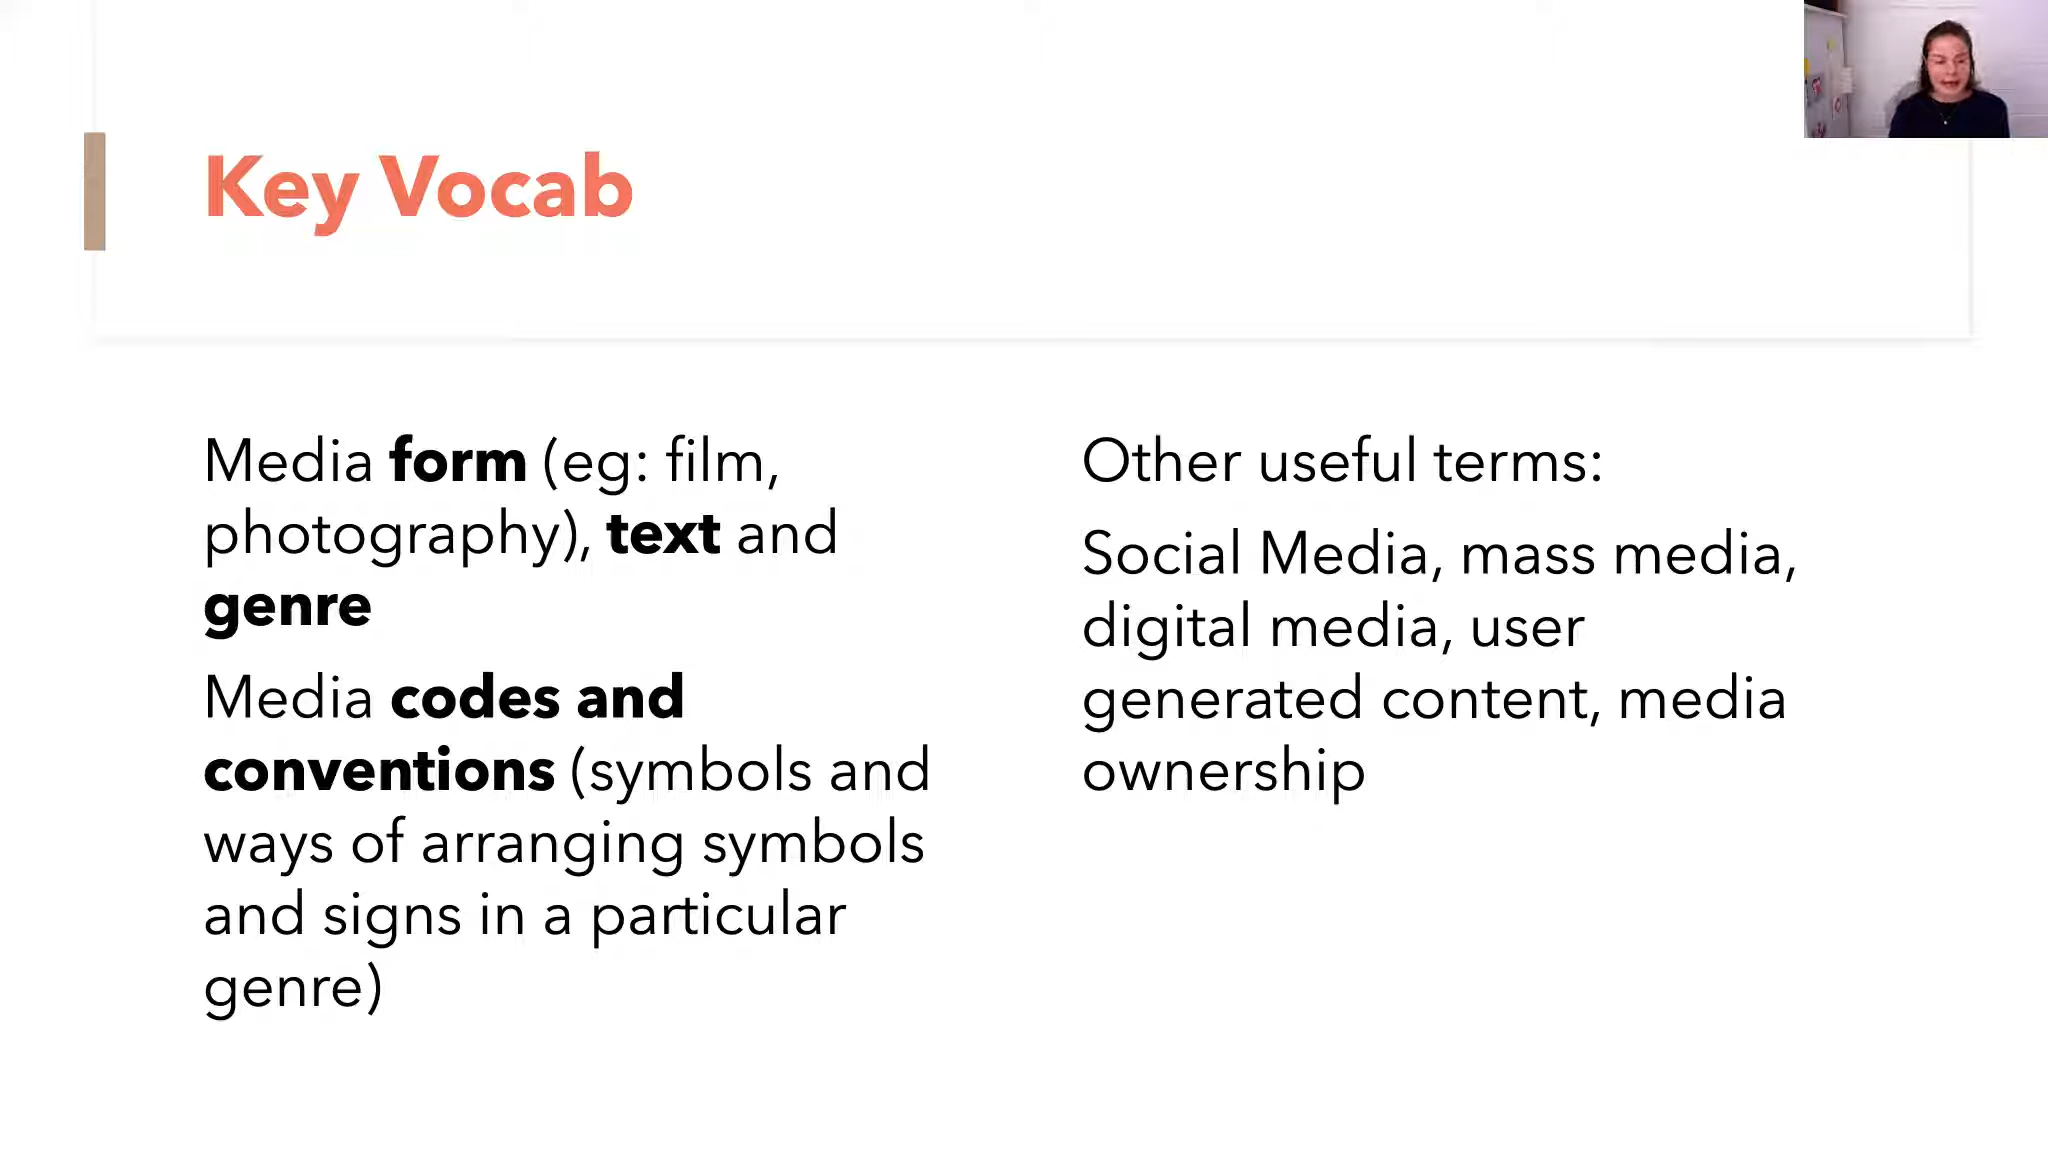 Key Vocab
Media form (eg: film,
photography), text and
genre
Media codes and
conventions (symbols and
ways of arranging symbols
and signs in a particular
genre)
Other useful terms:
Social Media, mass media,
digital media, user
generated content, media
ownership